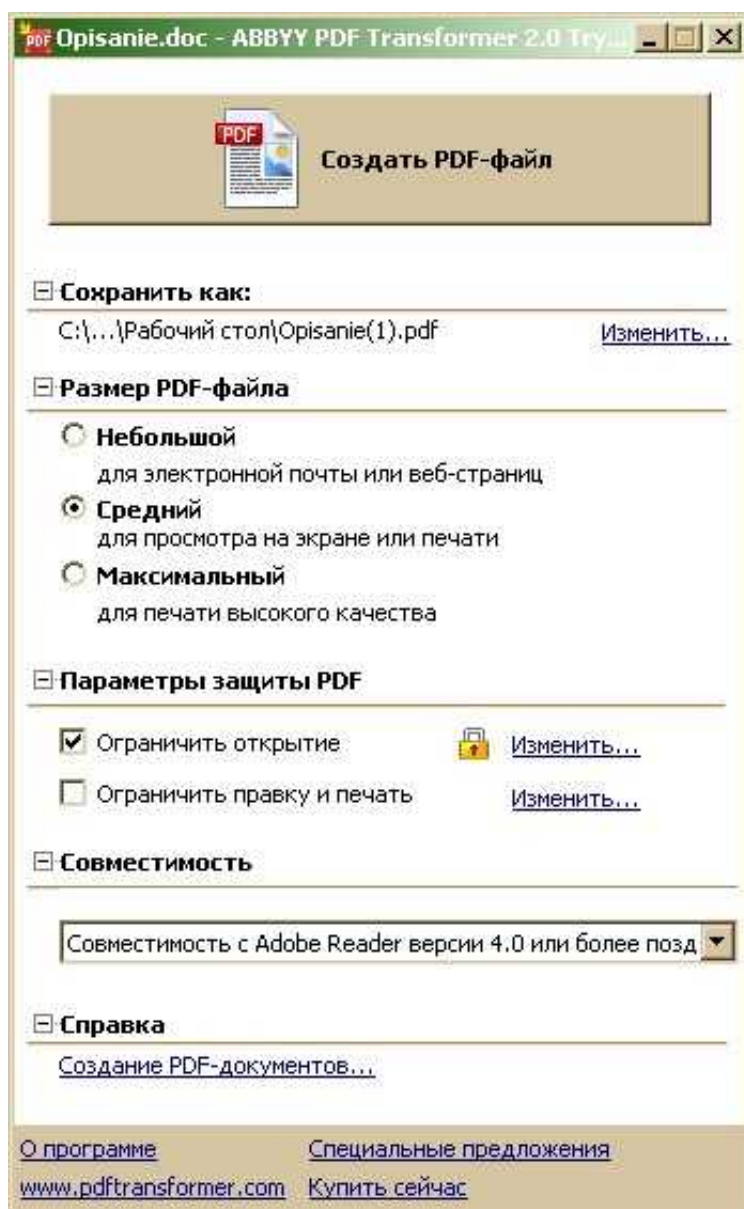 Opisanie.doc - ABBYY PDF Transformer 2.0 Try...
PDF
Создать PDF-файл
Сохранить как:
C:\...\Рабочий стол\Opisanie(1).pdf Изменить...
Размер PDF-файла
Небольшой
для электронной почты или веб-страниц
Средний
для просмотра на экране или печати
Максимальный
для печати высокого качества
Параметры защиты PDF
Ограничить открытие Изменить...
Ограничить правку и печать Изменить...
Совместимость
Совместимость с Adobe Reader версии 4.0 или более позд
Справка
Создание PDF-документов...
О программе Специальные предложения
www.pdftransformer.com Купить сейчас